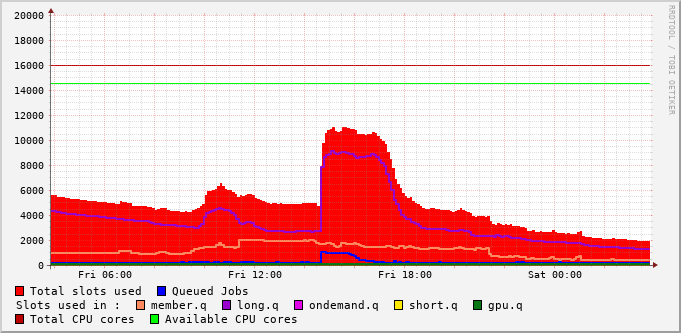 20000
18000
16000
14000
12000
10000
8000
6000
4000
2000
0
Fri 06:00 Fri 12:00 Fri 18:00 Sat 00:00
Total slots used Queued Jobs
Slots used in : member.q long.q ondemand.q short.q gpu.q
Total CPU cores Available CPU cores
RRDTOOL / TOBI OETIKER